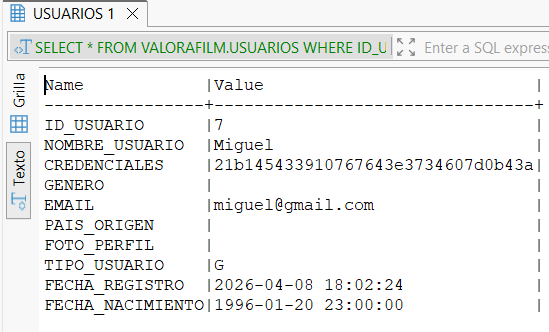 USUARIOS 1
SELECT * FROM VALORAFILM.USUARIOS WHERE ID_U
Enter a SQL expres
Grilla
Texto
Name |Value |
----------------+--------------------------------+
ID_USUARIO |7 |
NOMBRE_USUARIO |Miguel |
CREDENCIALES |21b145433910767643e3734607d0b43a|
GENERO | |
EMAIL |miguel@gmail.com |
PAIS_ORIGEN | |
FOTO_PERFIL | |
TIPO_USUARIO |G |
FECHA_REGISTRO |2026-04-08 18:02:24 |
FECHA_NACIMIENTO|1996-01-20 23:00:00 |